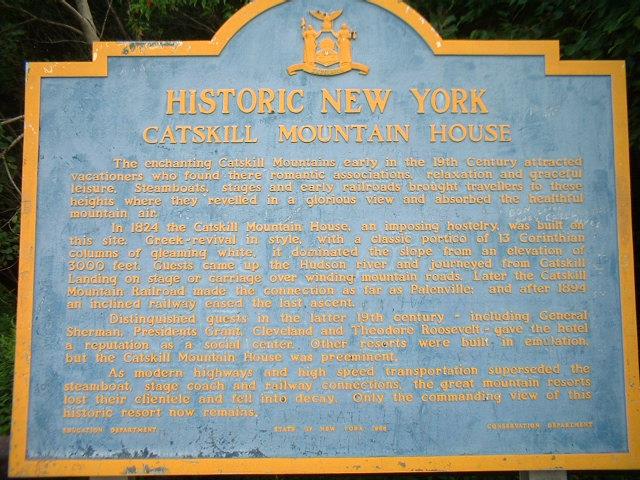 HISTORIC NEW YORK
CATSKILL MOUNTAIN HOUSE
The enchanting Catskill Mountains early in the 19th Century attracted
vacationers who found there romantic associations, relaxation and graceful
leisure. Steamboats, stages and early railroads brought travellers to these
heights where they revelled in a glorious view and absorbed the healthful
mountain air.
In 1824 the Catskill Mountain House, an imposing hostelry, was built on
this site. Greek-revival in style, with a classic portico of 13 Corinthian
columns of gleaming white, it dominated the slope from an elevation of
3000 feet. Guests came up the Hudson river and journeyed from Catskill
Landing on stage or carriage over winding mountain roads. Later the Catskill
Mountain Railroad made the connection as far as Palenville; and after 1894
an inclined railway eased the last ascent.
Distinguished guests in the latter 19th century - including General
Sherman, Presidents Grant, Cleveland and Theodore Roosevelt - gave the hotel
a reputation as a social center. Other resorts were built in emulation,
but the Catskill Mountain House was preeminent.
As modern highways and high speed transportation superseded the
steamboat, stage coach and railway connections, the great mountain resorts
lost their clientele and fell into decay. Only the commanding view of this
historic resort now remains.
EDUCATION DEPARTMENT STATE OF NEW YORK CONSERVATION DEPARTMENT